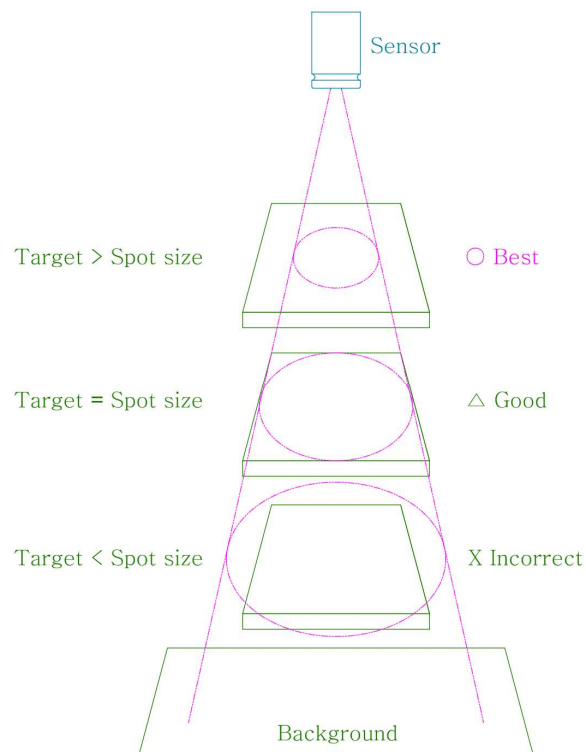 Sensor
Target > Spot size
○ Best
Target = Spot size
△ Good
Target < Spot size
X Incorrect
Background